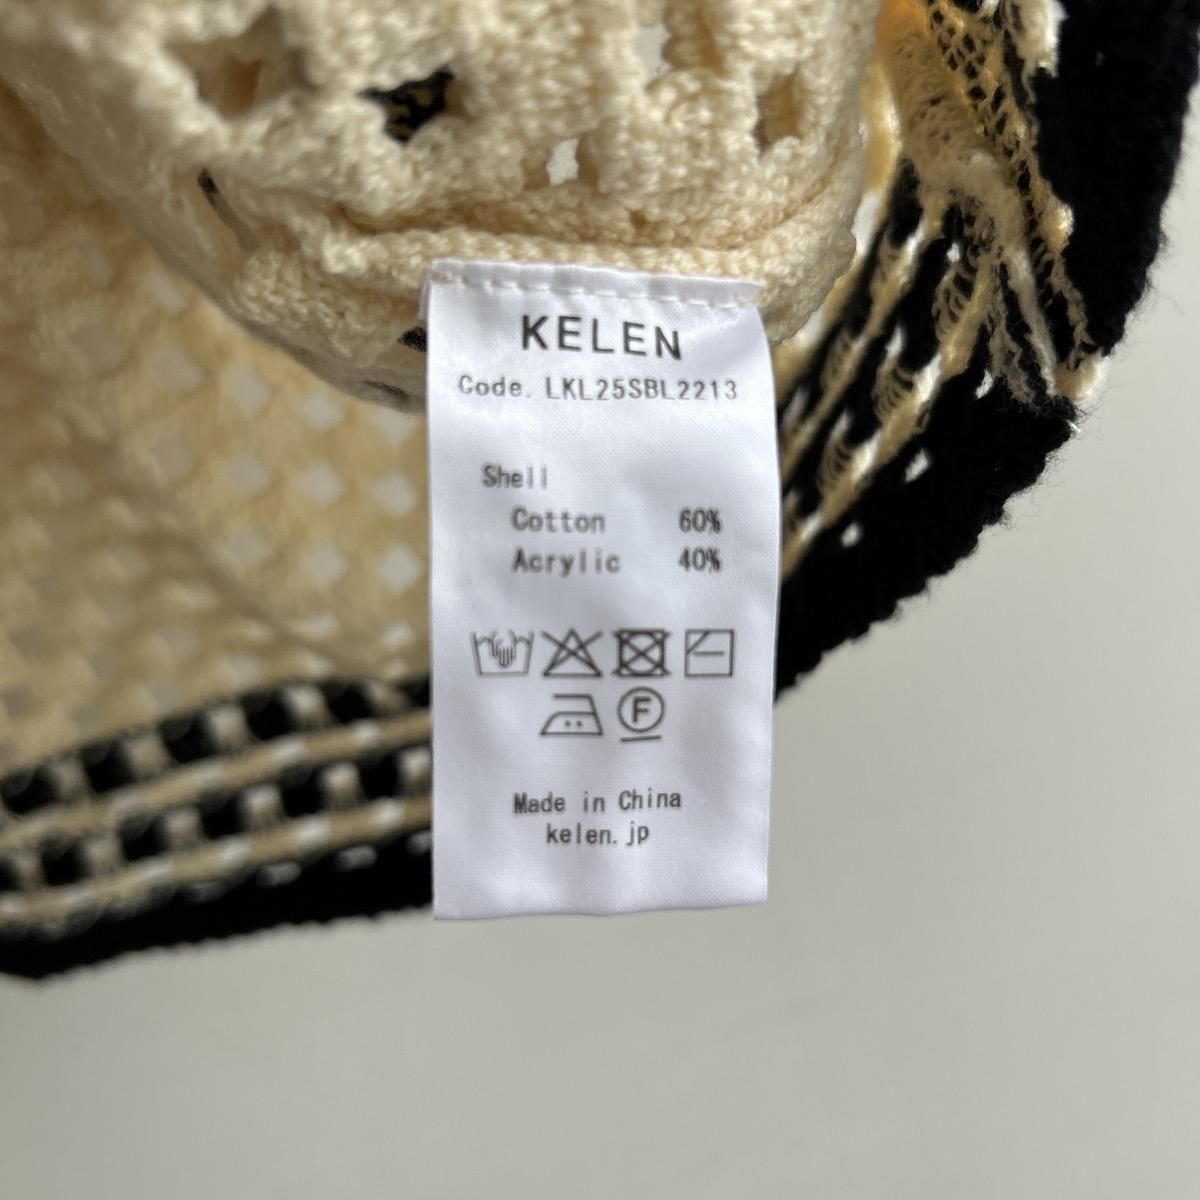 KELEN
Code. LKL25SBL2213
Shell
Cotton 60%
Acrylic 40%
F
Made in China
kelen.jp